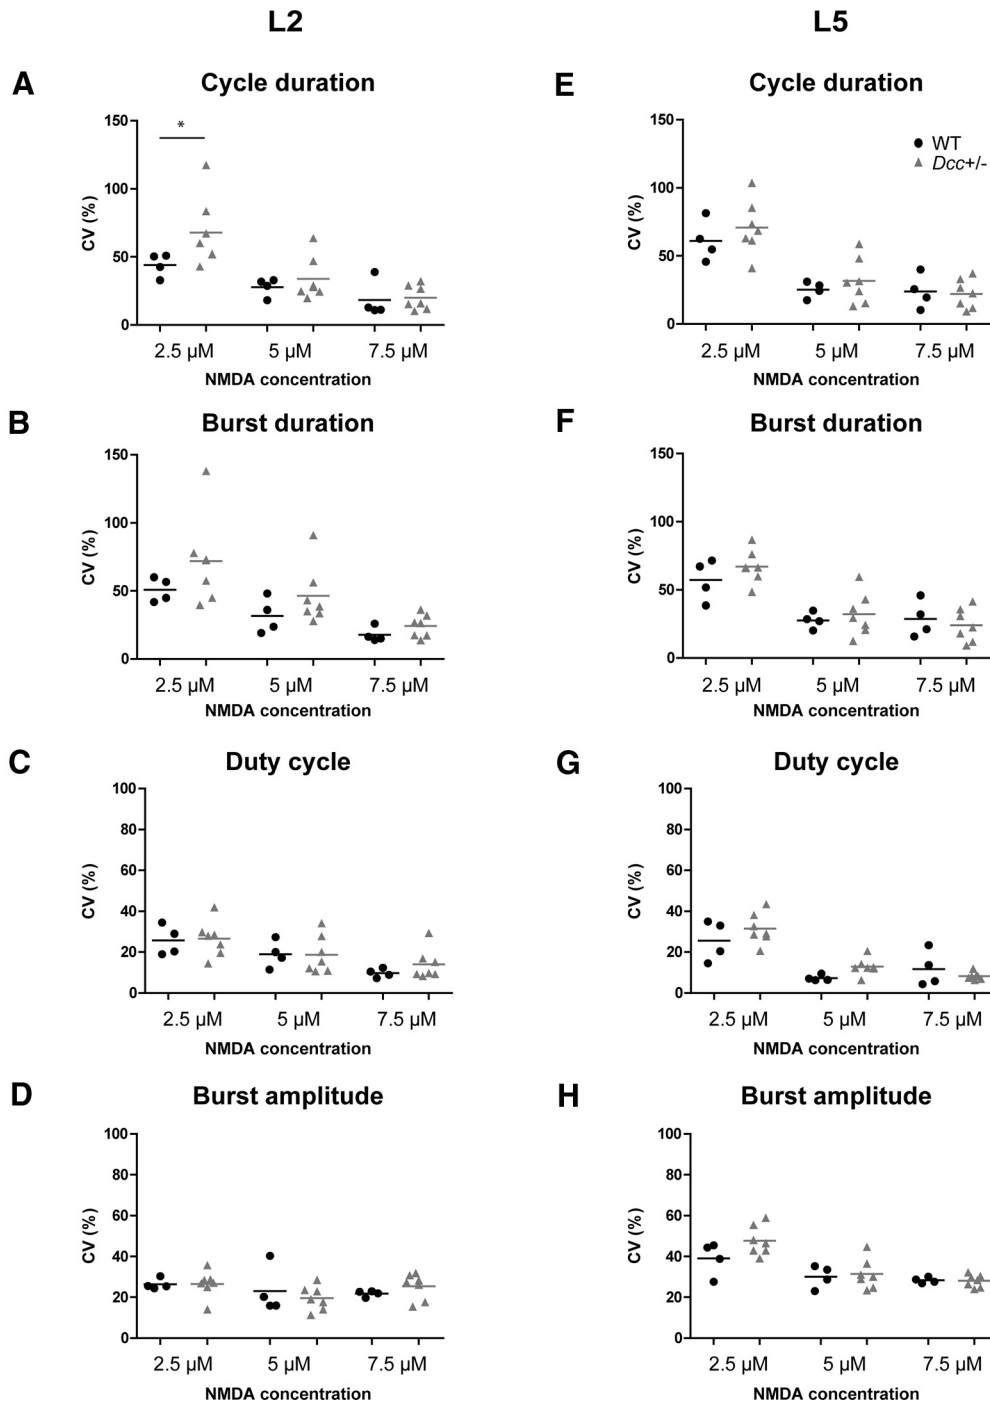 L2 L5
A Cycle duration
*
150
100
50
0
CV (%)
2.5 µM 5 µM 7.5 µM
NMDA concentration
E Cycle duration
150
100
50
0
CV (%)
WT
Dcc+/-
2.5 µM 5 µM 7.5 µM
NMDA concentration
B Burst duration
150
100
50
0
CV (%)
2.5 µM 5 µM 7.5 µM
NMDA concentration
F Burst duration
150
100
50
0
CV (%)
2.5 µM 5 µM 7.5 µM
NMDA concentration
C Duty cycle
100
80
60
40
20
0
CV (%)
2.5 µM 5 µM 7.5 µM
NMDA concentration
G Duty cycle
100
80
60
40
20
0
CV (%)
2.5 µM 5 µM 7.5 µM
NMDA concentration
D Burst amplitude
100
80
60
40
20
0
CV (%)
2.5 µM 5 µM 7.5 µM
NMDA concentration
H Burst amplitude
100
80
60
40
20
0
CV (%)
2.5 µM 5 µM 7.5 µM
NMDA concentration